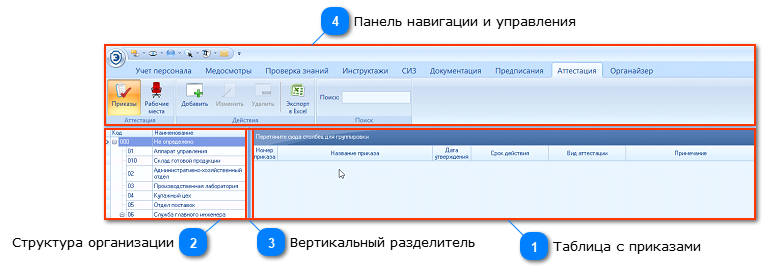 4 Панель навигации и управления
Э
Учет персонала Медосмотры Проверка знаний Инструктажи СИЗ Документация Предписания Аттестация Органайзер
Приказы Рабочие места Добавить Изменить Удалить Экспорт в Excel Поиск:
Аттестация Действия Поиск
Код Наименование
000 Не определено
01 Аппарат управления
010 Склад готовой продукции
02 Административно-хозяйственный отдел
03 Производственная лаборатория
04 Купажный цех
05 Отдел поставок
06 Служба главного инженера
Перетяните сюда столбец для группировки
Номер приказа Название приказа Дата утверждения Срок действия Вид аттестации Примечание
Структура организации 2
3 Вертикальный разделитель
1 Таблица с приказами